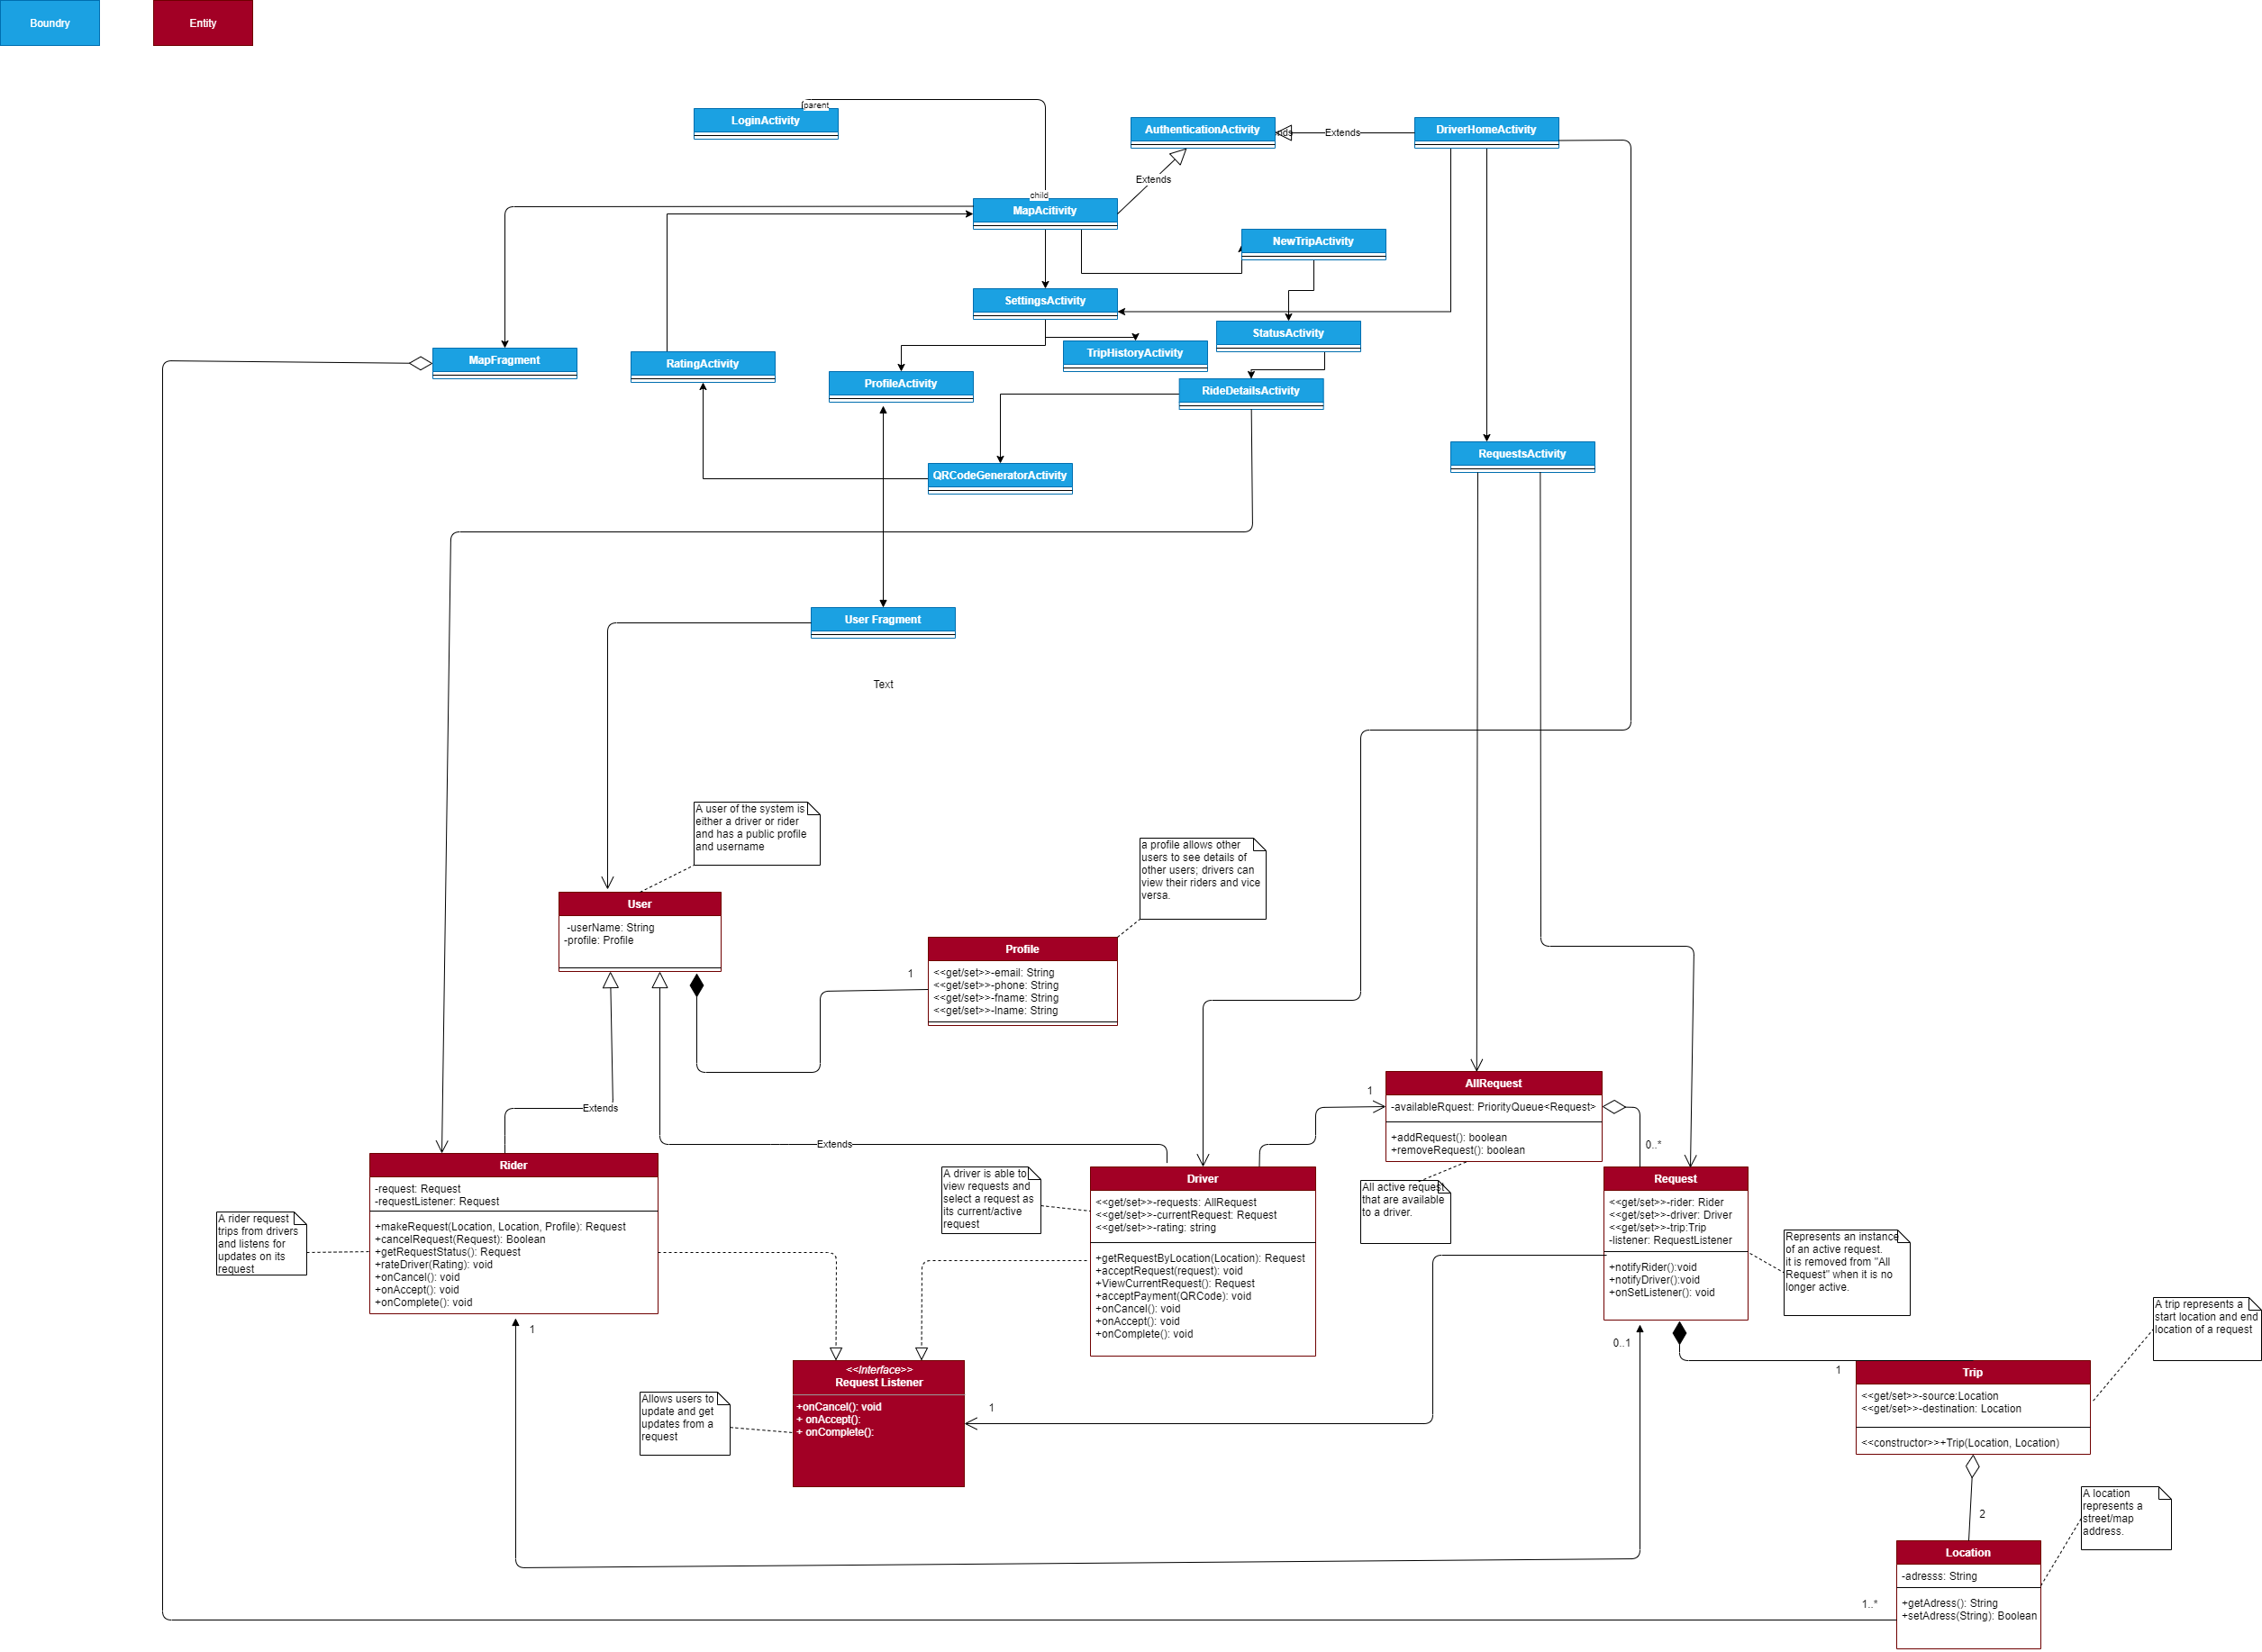 Boundry
Entity
parent
LoginActivity
AuthenticationActivity
nds
Extends
DriverHomeActivity
Extends
child
MapAcitivity
NewTripActivity
SettingsActivity
StatusActivity
TripHistoryActivity
MapFragment
RatingActivity
ProfileActivity
RideDetailsActivity
RequestsActivity
QRCodeGeneratorActivity
User Fragment
Text
A user of the system is
either a driver or rider
and has a public profile
and username
a profile allows other
users to see details of
other users; drivers can
view their riders and vice
versa.
User
-userName: String
-profile: Profile
1
Profile
<<get/set>>-email: String
<<get/set>>-phone: String
<<get/set>>-fname: String
<<get/set>>-lname: String
Extends
Extends
1
AllRequest
-availableRquest: PriorityQueue<Request>
+addRequest(): boolean
+removeRequest(): boolean
0..*
All active request
that are available
to a driver.
Rider
-request: Request
-requestListener: Request
+makeRequest(Location, Location, Profile): Request
+cancelRequest(Request): Boolean
+getRequestStatus(): Request
+rateDriver(Rating): void
+onCancel(): void
+onAccept(): void
+onComplete(): void
A rider request
trips from drivers
and listens for
updates on its
request
A driver is able to
view requests and
select a request as
its current/active
request
Driver
<<get/set>>-requests: AllRequest
<<get/set>>-currentRequest: Request
<<get/set>>-rating: string
+getRequestByLocation(Location): Request
+acceptRequest(request): void
+ViewCurrentRequest(): Request
+acceptPayment(QRCode): void
+onCancel(): void
+onAccept(): void
+onComplete(): void
Request
<<get/set>>-rider: Rider
<<get/set>>-driver: Driver
<<get/set>>-trip:Trip
-listener: RequestListener
+notifyRider():void
+notifyDriver():void
+onSetListener(): void
Represents an instance
of an active request.
it is removed from "All
Request" when it is no
longer active.
A trip represents a
start location and end
location of a request
1
0..1
<<Interface>>
Request Listener
+onCancel(): void
+ onAccept():
+ onComplete():
Allows users to
update and get
updates from a
request
1
1
Trip
<<get/set>>-source:Location
<<get/set>>-destination: Location
<<constructor>>+Trip(Location, Location)
2
A location
represents a
street/map
address.
Location
-adresss: String
+getAdress(): String
+setAdress(String): Boolean
1..*